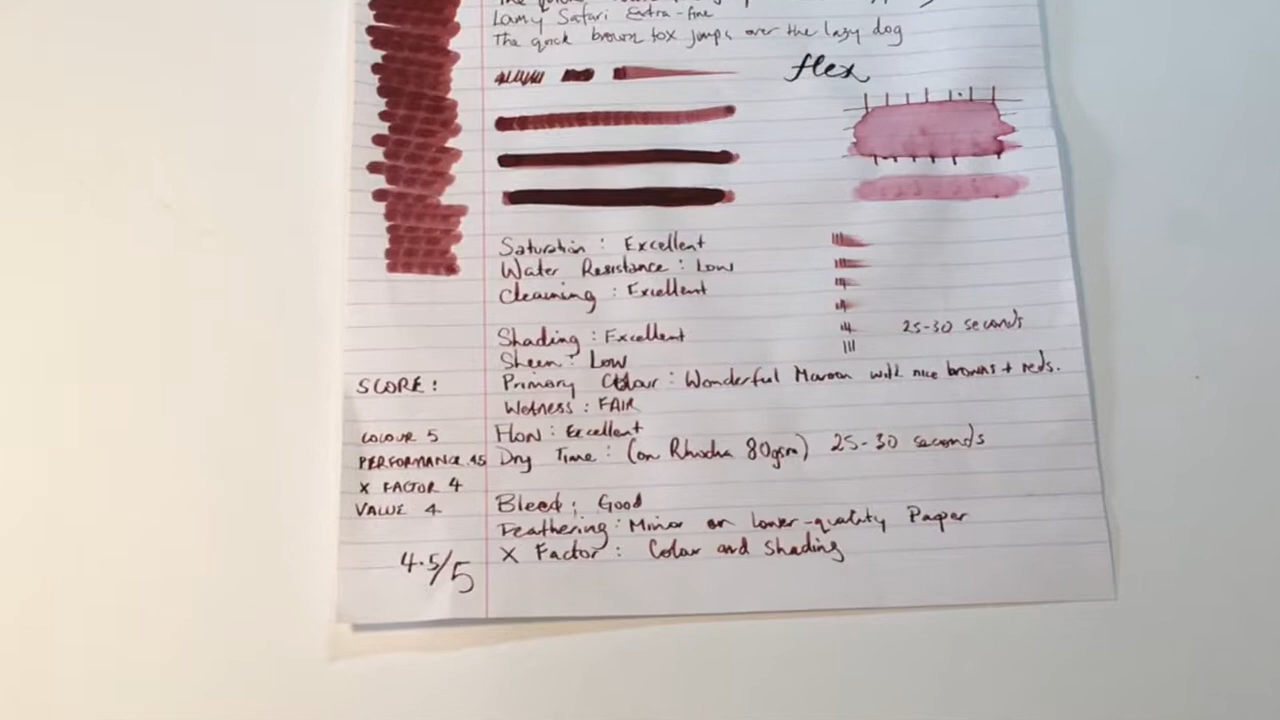 Lamy Safari Extra-fine
The quick brown fox jumps over the lazy dog
flex
Saturation : Excellent
Water Resistance : Low
Cleaning : Excellent
Shading : Excellent
25-30 seconds
Sheen : Low
SCORE :
Primary Colour : Wonderful Maroon with nice browns + reds.
Wetness : FAIR
COLOUR 5
Flow : Excellent
PERFORMANCE 4.5
Dry Time : (on Rhodia 80gsm) 25-30 seconds
X FACTOR 4
VALUE 4
Bleed : Good
Feathering : Minor on lower-quality Paper
X Factor : Colour and Shading
4.5/5